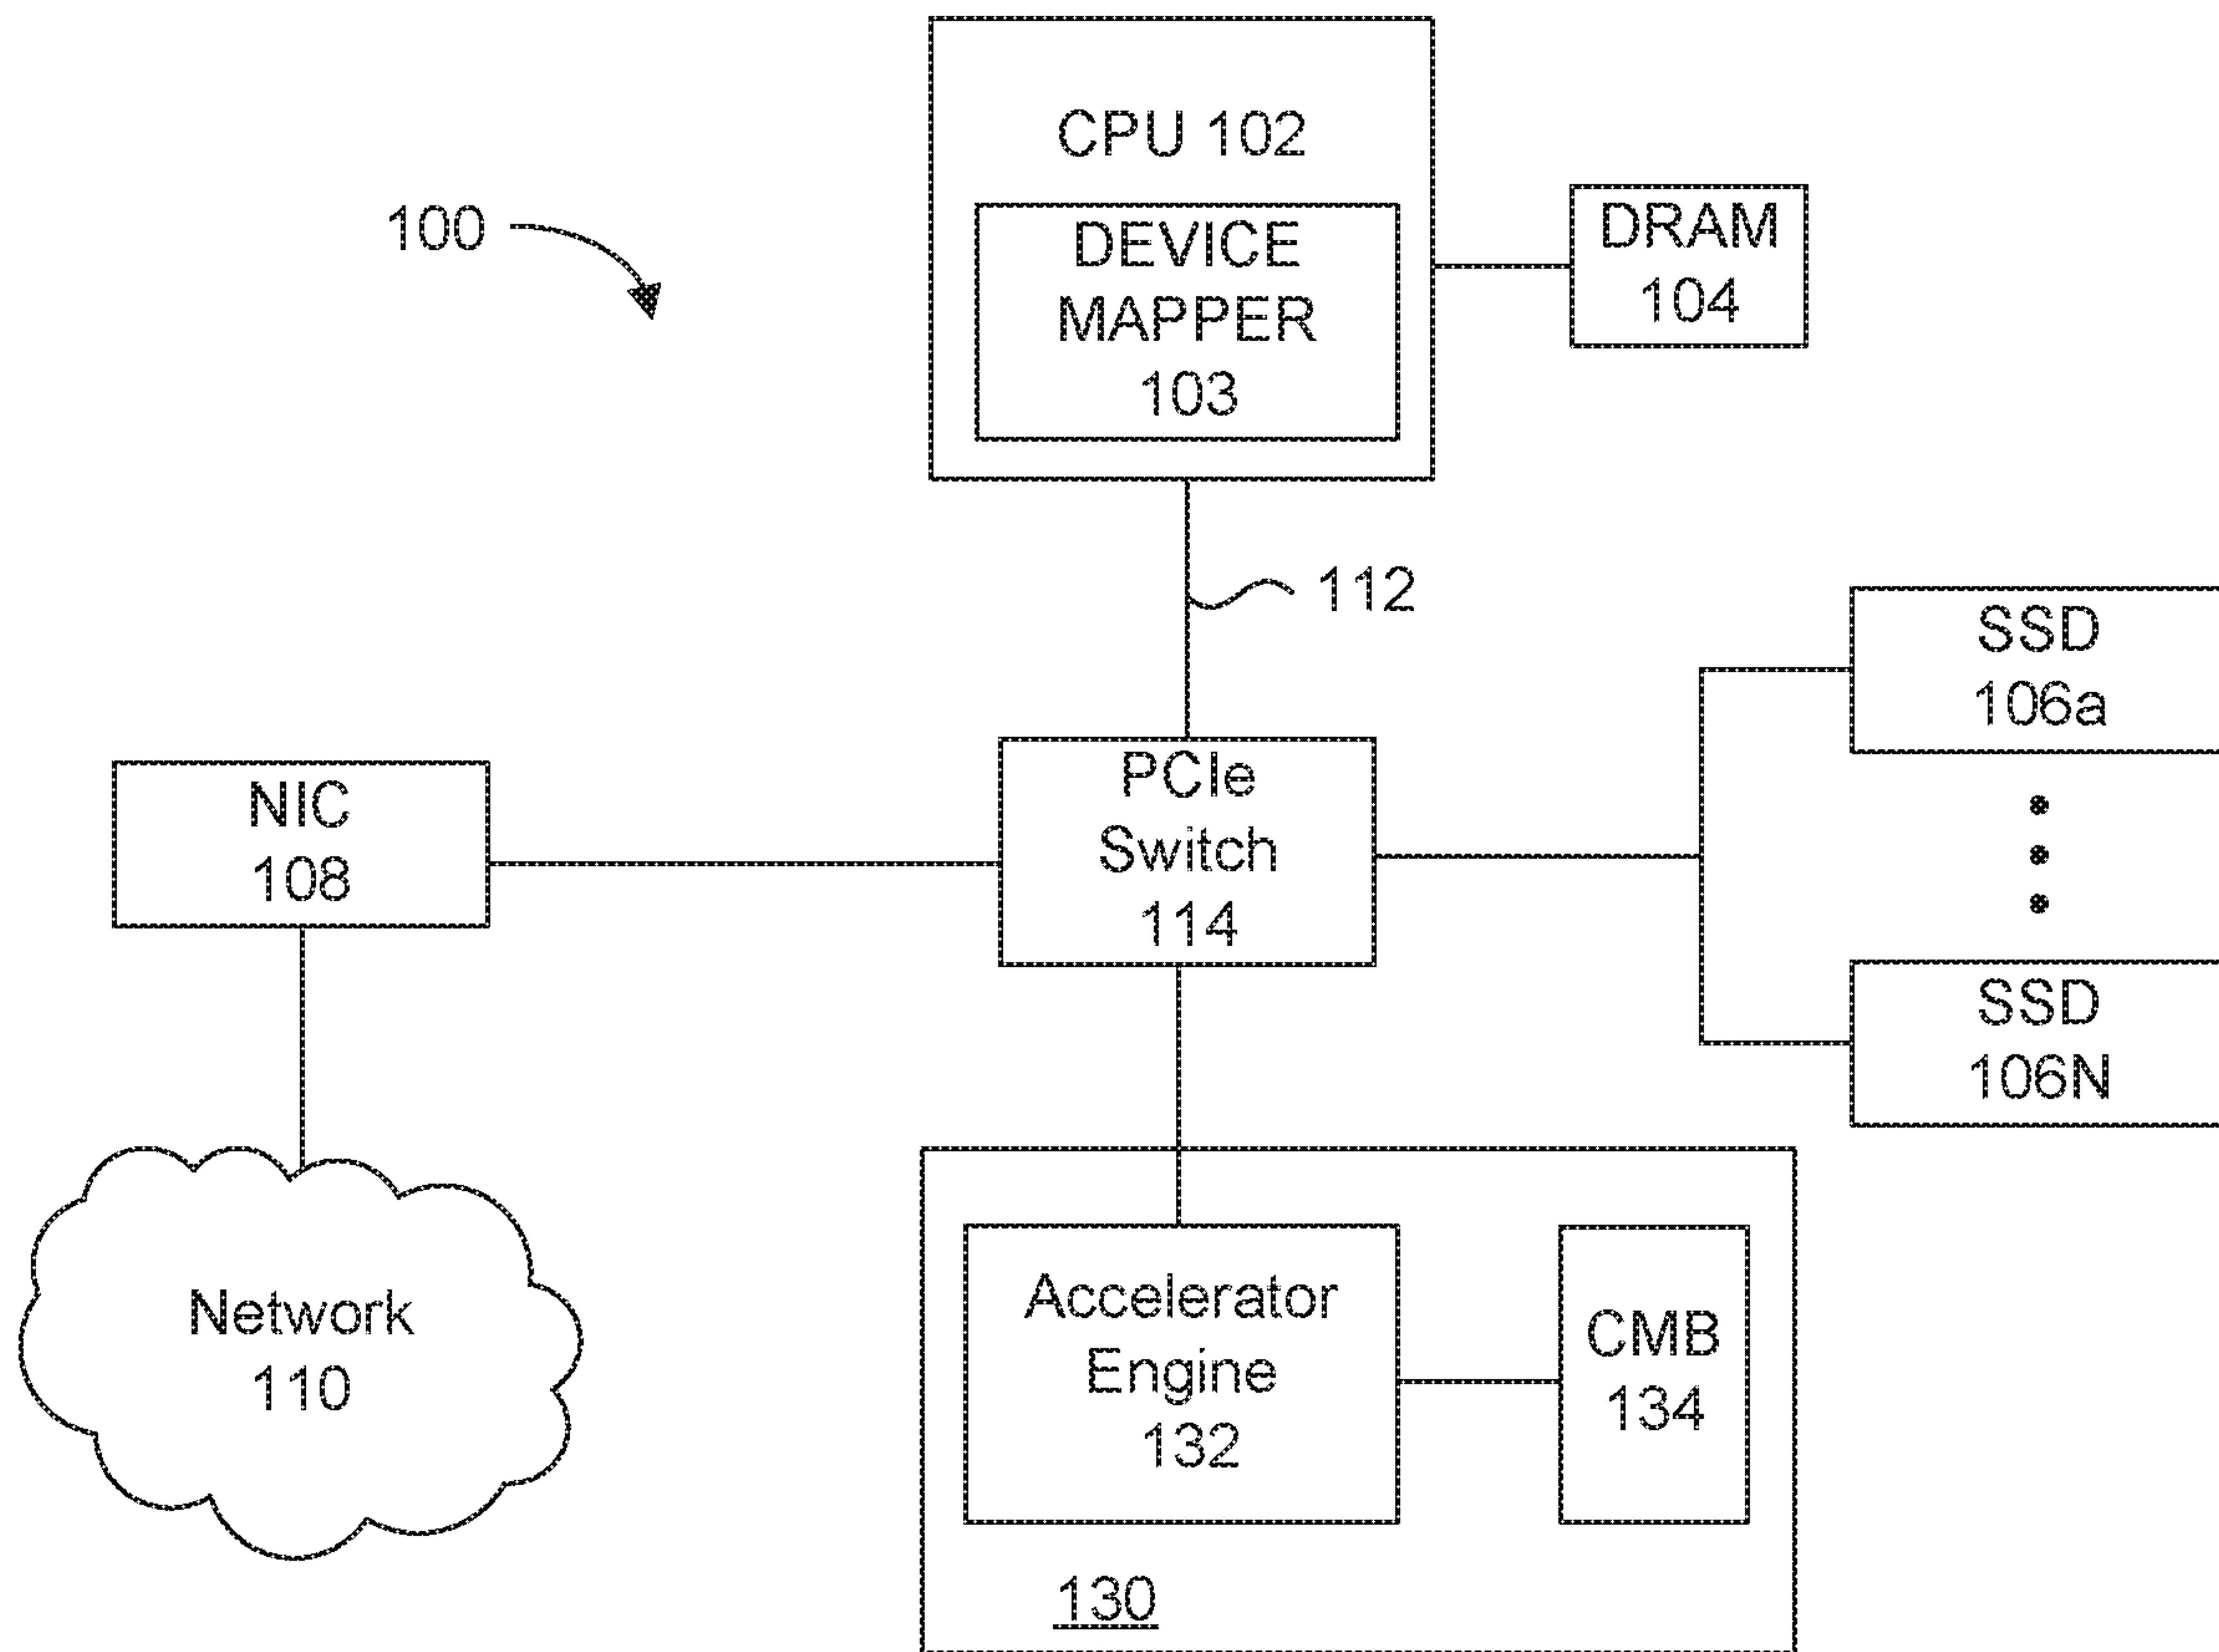 CPU 102
DEVICE
MAPPER
103
DRAM
104
100
112
SSD
106a
PCIe
Switch
114
NIC
108
SSD
106N
Network
110
Accelerator
Engine
132
CMB
134
130